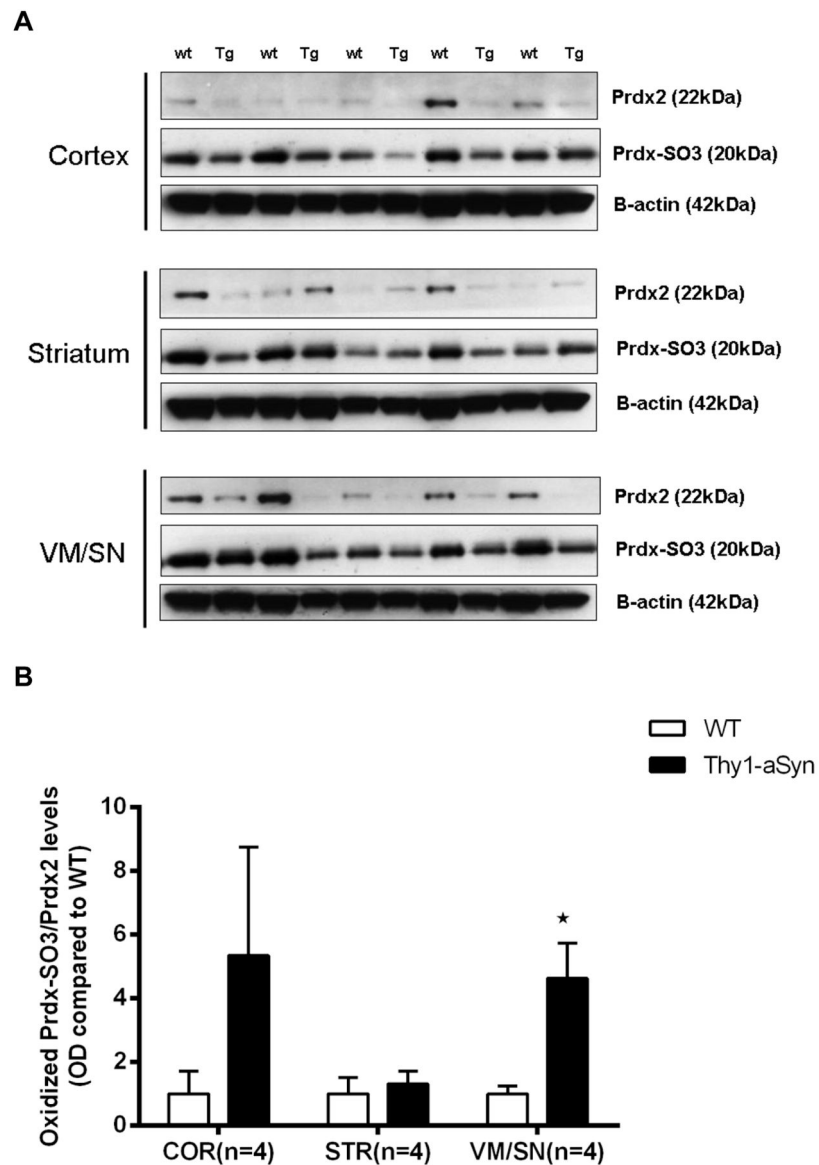 A
wt Tg wt Tg wt Tg wt Tg wt Tg
Cortex
Prdx2 (22kDa)
Prdx-SO3 (20kDa)
B-actin (42kDa)
Striatum
Prdx2 (22kDa)
Prdx-SO3 (20kDa)
B-actin (42kDa)
VM/SN
Prdx2 (22kDa)
Prdx-SO3 (20kDa)
B-actin (42kDa)
B
WT
Thy1-aSyn
Oxidized Prdx-SO3/Prdx2 levels
(OD compared to WT)
10
8
6
4
2
0
COR(n=4) STR(n=4) VM/SN(n=4)